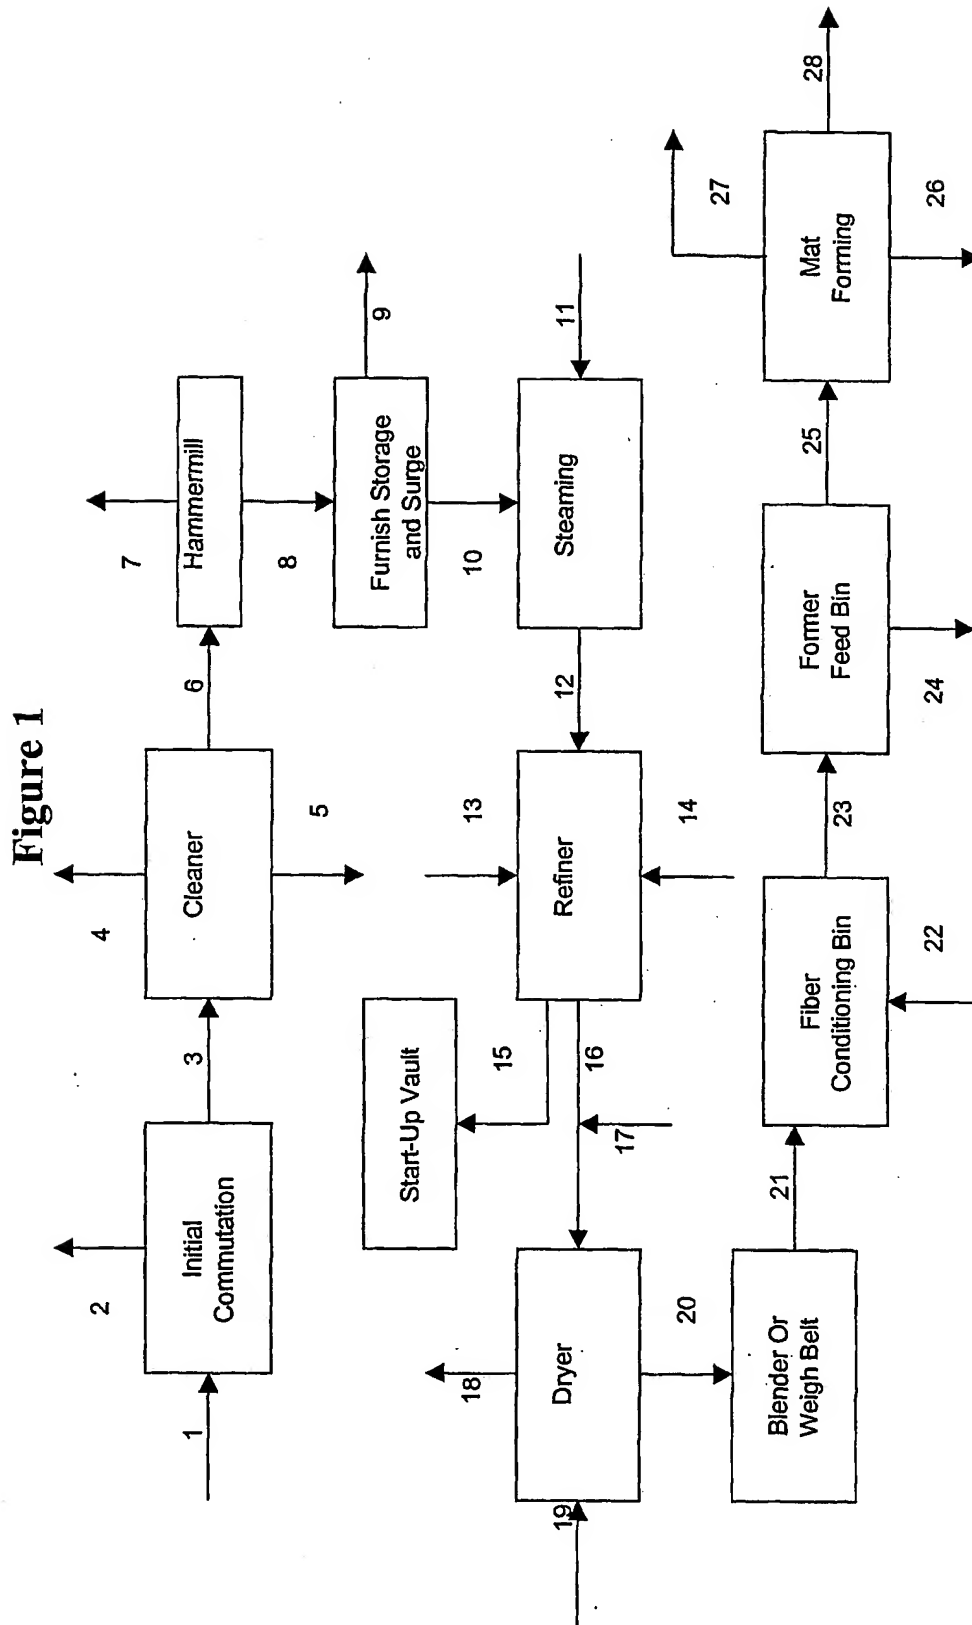 Figure 1
2
4
7
1
Initial
Commutation
3
Cleaner
6
Hammermill
5
8
Start-Up Vault
Furnish Storage
and Surge
9
15
13
10
18
19
Dryer
16
17
Refiner
12
Steaming
11
14
20
27
Blender Or
Weigh Belt
21
Fiber
Conditioning Bin
23
Former
Feed Bin
25
Mat
Forming
28
22
24
26